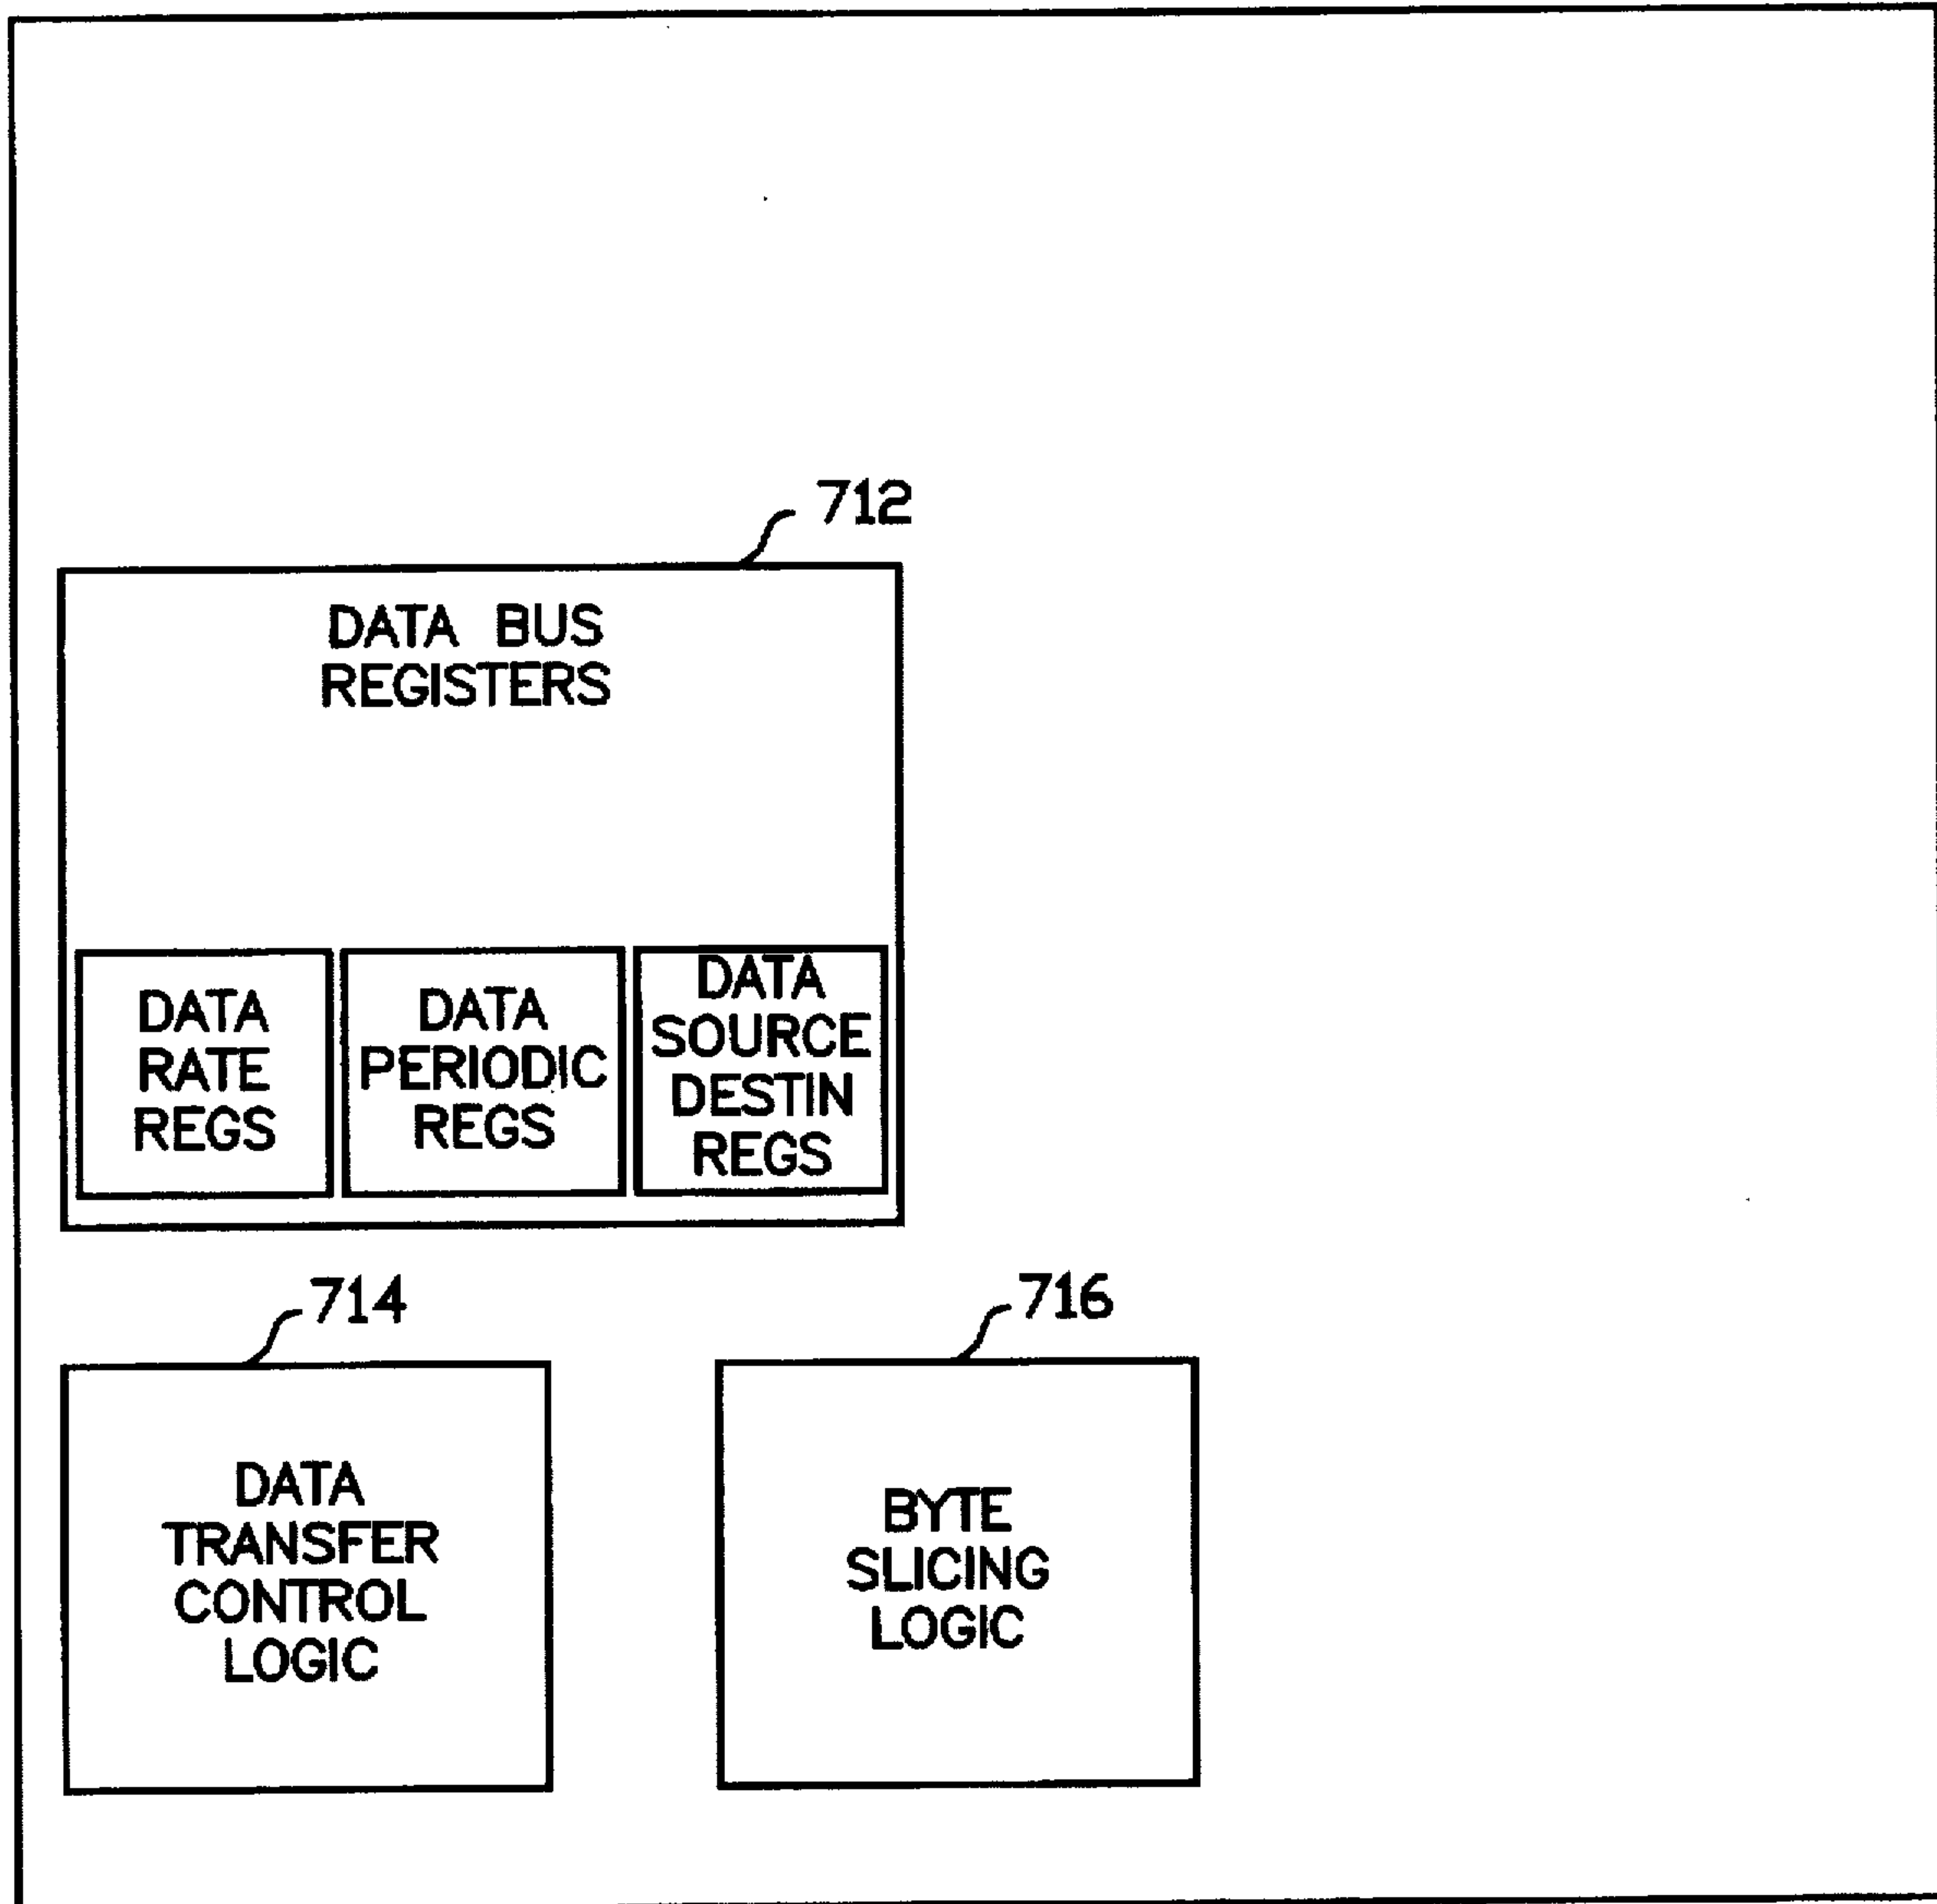 712
DATA BUS
REGISTERS
DATA
RATE
REGS
DATA
PERIODIC
REGS
DATA
SOURCE
DESTIN
REGS
714
DATA
TRANSFER
CONTROL
LOGIC
716
BYTE
SLICING
LOGIC